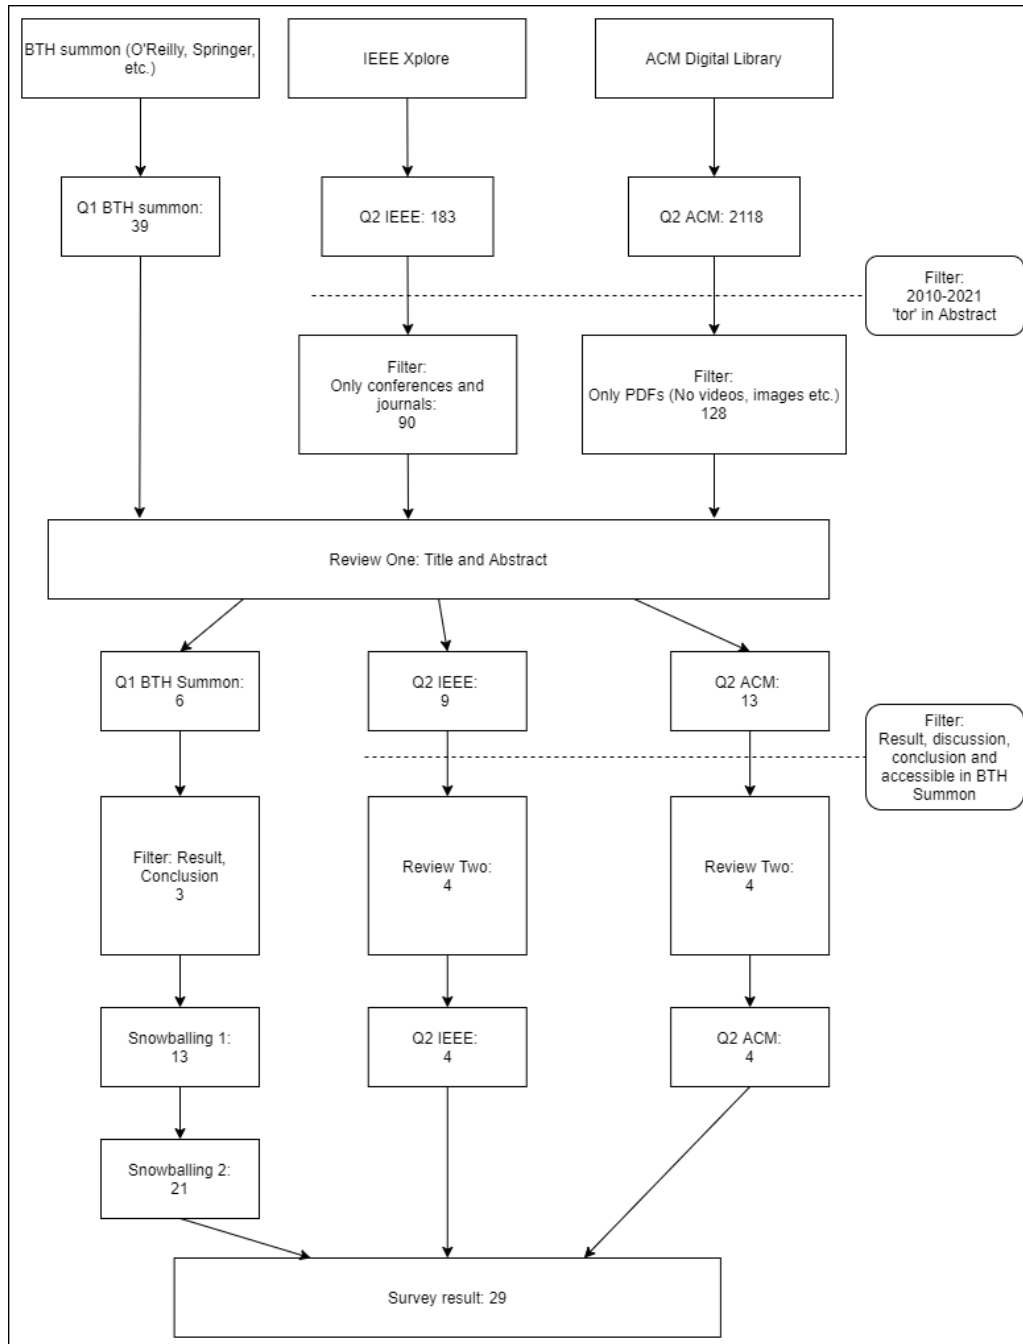 BTH summon (O'Reilly, Springer,
etc.)
IEEE Xplore
ACM Digital Library
Q1 BTH summon:
39
Q2 IEEE: 183
Q2 ACM: 2118
Filter:
2010-2021
'tor' in Abstract
Filter:
Only conferences and
journals:
90
Filter:
Only PDFs (No videos, images etc.)
128
Review One: Title and Abstract
Q1 BTH Summon:
6
Q2 IEEE:
9
Q2 ACM:
13
Filter:
Result, discussion,
conclusion and
accessible in BTH
Summon
Filter: Result,
Conclusion
3
Review Two:
4
Review Two:
4
Snowballing 1:
13
Q2 IEEE:
4
Q2 ACM:
4
Snowballing 2:
21
Survey result: 29